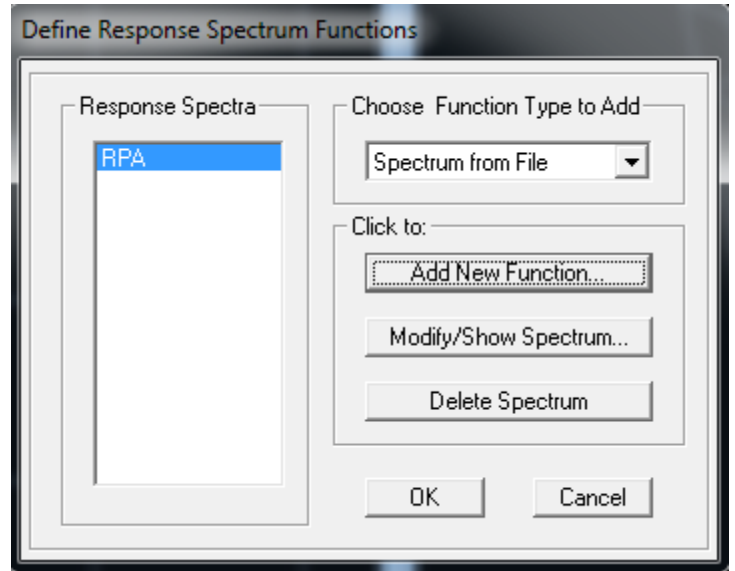 Define Response Spectrum Functions
Response Spectra
RPA
Choose Function Type to Add
Spectrum from File
Click to:
Add New Function...
Modify/Show Spectrum...
Delete Spectrum
OK
Cancel